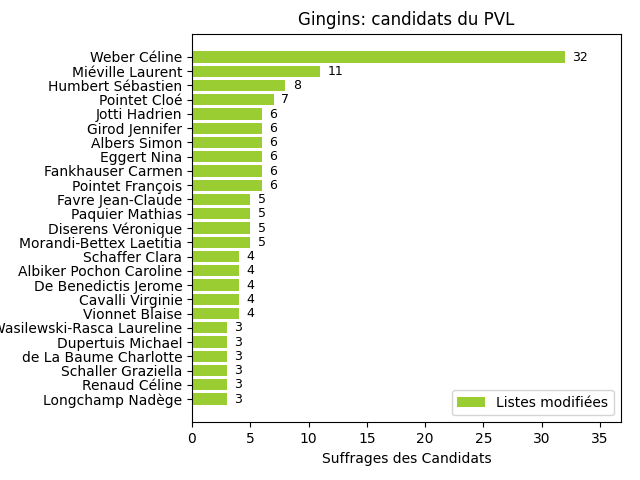 Gingins: candidats du PVL
Weber Céline 32
Miéville Laurent 11
Humbert Sébastien 8
Pointet Cloé 7
Jotti Hadrien 6
Girod Jennifer 6
Albers Simon 6
Eggert Nina 6
Fankhauser Carmen 6
Pointet François 6
Favre Jean-Claude 5
Paquier Mathias 5
Diserens Véronique 5
Morandi-Bettex Laetitia 5
Schaffer Clara 4
Albiker Pochon Caroline 4
De Benedictis Jerome 4
Cavalli Virginie 4
Vionnet Blaise 4
Wasilewski-Rasca Laureline 3
Dupertuis Michael 3
de La Baume Charlotte 3
Schaller Graziella 3
Renaud Céline 3
Longchamp Nadège 3
Listes modifiées
0 5 10 15 20 25 30 35
Suffrages des Candidats